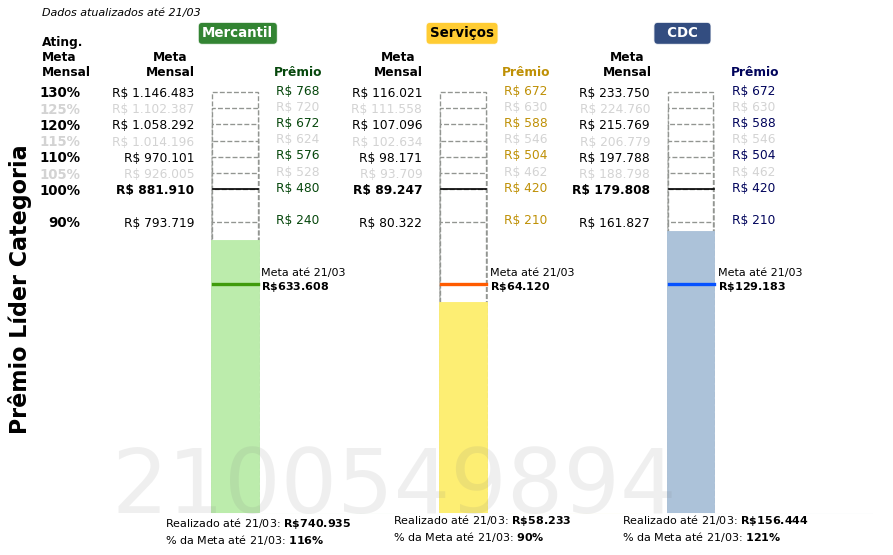 Dados atualizados até 21/03
Mercantil Serviços CDC
Ating. Meta Mensal Meta Mensal Prêmio Meta Mensal Prêmio Meta Mensal Prêmio
130% R$ 1.146.483 R$ 768 R$ 116.021 R$ 672 R$ 233.750 R$ 672
125% R$ 1.102.387 R$ 720 R$ 111.558 R$ 630 R$ 224.760 R$ 630
120% R$ 1.058.292 R$ 672 R$ 107.096 R$ 588 R$ 215.769 R$ 588
115% R$ 1.014.196 R$ 624 R$ 102.634 R$ 546 R$ 206.779 R$ 546
110% R$ 970.101 R$ 576 R$ 98.171 R$ 504 R$ 197.788 R$ 504
105% R$ 926.005 R$ 528 R$ 93.709 R$ 462 R$ 188.798 R$ 462
100% R$ 881.910 R$ 480 R$ 89.247 R$ 420 R$ 179.808 R$ 420
90% R$ 793.719 R$ 240 R$ 80.322 R$ 210 R$ 161.827 R$ 210
Meta até 21/03 Meta até 21/03 Meta até 21/03
R$633.608 R$64.120 R$129.183
Prêmio Líder Categoria
2100549894
Realizado até 21/03: R$740.935 Realizado até 21/03: R$58.233 Realizado até 21/03: R$156.444
% da Meta até 21/03: 116% % da Meta até 21/03: 90% % da Meta até 21/03: 121%